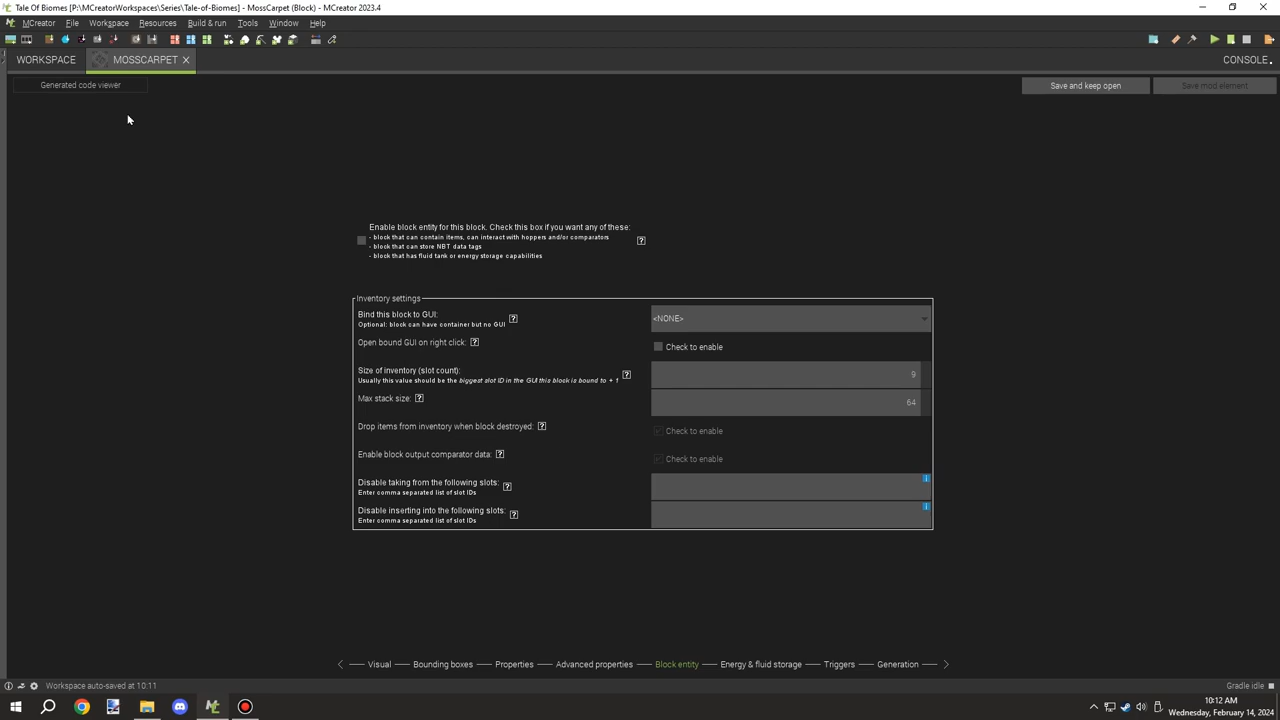 Tale Of Biomes [P:\MCreatorWorkspaces\Series\Tale-of-Biomes] - MossCarpet (Block) - MCreator 2023.4
MCreator File Workspace Resources Build & run Tools Window Help
WORKSPACE MOSSCARPET CONSOLE
Generated code viewer Save and keep open Save mod element
Enable block entity for this block. Check this box if you want any of these:
- block that can contain items, can interact with hoppers and/or comparators
- block that can store NBT data tags
- block that has fluid tank or energy storage capabilities
?
Inventory settings
Bind this block to GUI: ? <NONE>
Optional: block can have container but no GUI
Open bound GUI on right click: ? Check to enable
Size of inventory (slot count): ? 9
Usually this value should be the biggest slot ID in the GUI this block is bound to + 1
Max stack size: ? 64
Drop items from inventory when block destroyed: ? Check to enable
Enable block output comparator data: ? Check to enable
Disable taking from the following slots: ?
Enter comma separated list of slot IDs
Disable inserting into the following slots: ?
Enter comma separated list of slot IDs
Visual Bounding boxes Properties Advanced properties Block entity Energy & fluid storage Triggers Generation
Workspace auto-saved at 10:11 Gradle idle
10:12 AM
Wednesday, February 14, 2024